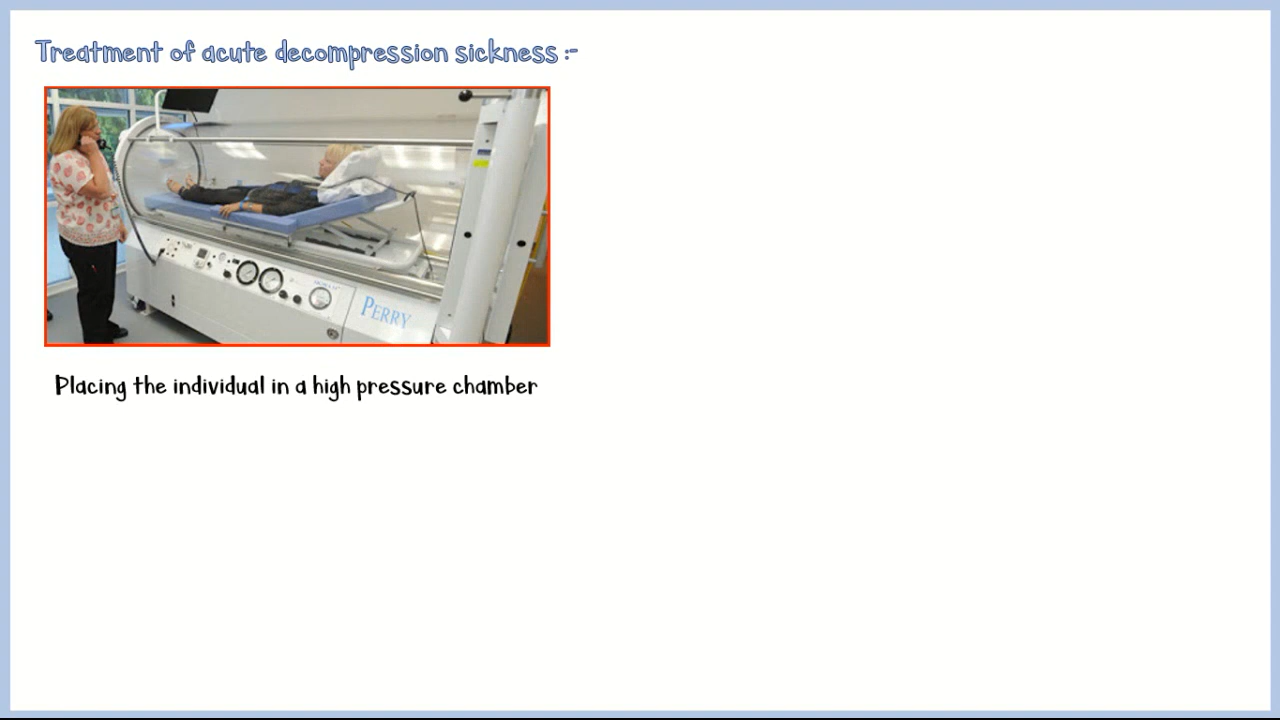 Treatment of acute decompression sickness :-
PERRY
Placing the individual in a high pressure chamber